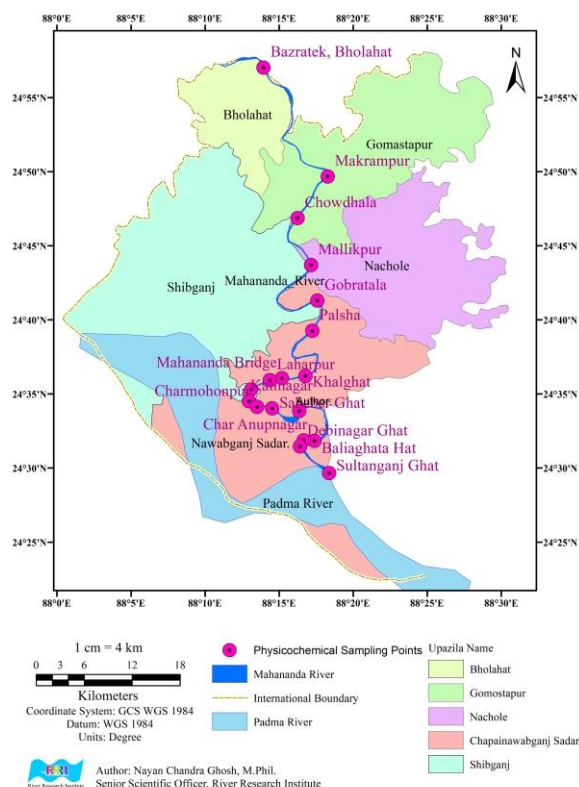 88°0'E 88°5'E 88°10'E 88°15'E 88°20'E 88°25'E 88°30'E
N
Bazratek, Bholahat
24°55'N 24°55'N
Bholahat
Gomastapur
24°50'N 24°50'N
Makrampur
Chowdhala
24°45'N 24°45'N
Mallikpur
Nachole
Mahananda_River
Shibganj
Gobratala
24°40'N 24°40'N
Palsha
Mahananda Bridge
Laharpur
Khalghat
24°35'N 24°35'N
Charmohonpur
Author:
Ghat
Char Anupnagar
Debinagar Ghat
Nawabganj Sadar.
Baliaghata Hat
24°30'N 24°30'N
Sultanganj Ghat
Padma River
24°25'N 24°25'N
88°0'E 88°5'E 88°10'E 88°15'E 88°20'E 88°25'E 88°30'E
1 cm = 4 km
0 3 6 12 18
Kilometers
Coordinate System: GCS WGS 1984
Datum: WGS 1984
Units: Degree
Physicochemical Sampling Points
Mahananda River
International Boundary
Padma River
Upazila Name
Bholahat
Gomostapur
Nachole
Chapainawabganj Sadar
Shibganj
RRI
River Research Institute
Author: Nayan Chandra Ghosh, M.Phil.
Senior Scientific Officer, River Research Institute